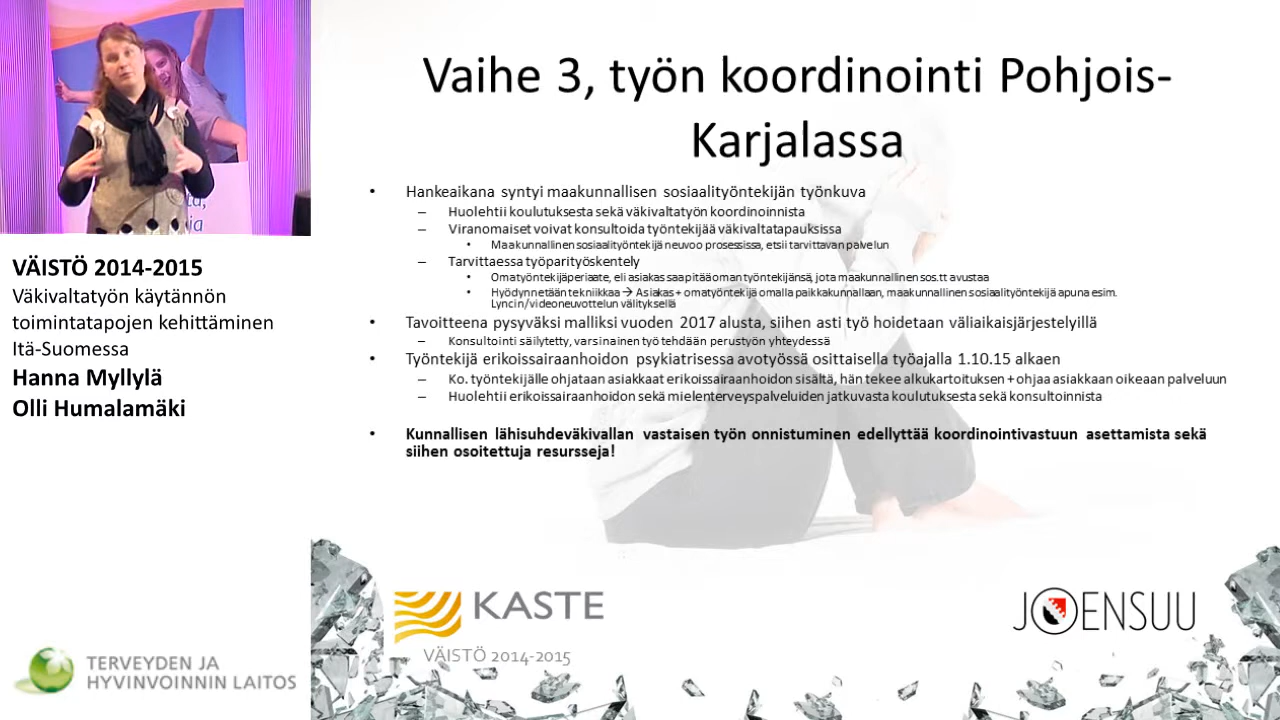 VÄISTÖ 2014-2015
Väkivaltatyön käytännön
toimintatapojen kehittäminen
Itä-Suomessa
Hanna Myllylä
Olli Humalamäki
TERVEYDEN JA
HYVINVOINNIN LAITOS
Vaihe 3, työn koordinointi Pohjois-
Karjalassa
• Hankeaikana syntyi maakunnallisen sosiaalityöntekijän työnkuva
– Huolehtii koulutuksesta sekä väkivaltatyön koordinoinnista
– Viranomaiset voivat konsultoida työntekijää väkivaltatapauksissa
• Maakunnallinen sosiaalityöntekijä neuvoo prosessissa, etsii tarvittavan palvelun
– Tarvittaessa työparityöskentely
• Omatyöntekijäperiaate, eli asiakas saa pitää oman työntekijänsä, jota maakunnallinen sos.tt avustaa
• Hyödynnetään tekniikkaa → Asiakas + omatyöntekijä omalla paikkakunnallaan, maakunnallinen sosiaalityöntekijä apuna esim.
Lyncin/videoneuvottelun välityksellä
• Tavoitteena pysyväksi malliksi vuoden 2017 alusta, siihen asti työ hoidetaan väliaikaisjärjestelyillä
– Konsultointi säilytetty, varsinainen työ tehdään perustyön yhteydessä
• Työntekijä erikoissairaanhoidon psykiatrisessa avotyössä osittaisella työajalla 1.10.15 alkaen
– Ko. työntekijälle ohjataan asiakkaat erikoissairaanhoidon sisältä, hän tekee alkukartoituksen + ohjaa asiakkaan oikeaan palveluun
– Huolehtii erikoissairaanhoidon sekä mielenterveyspalveluiden jatkuvasta koulutuksesta sekä konsultoinnista
• Kunnallisen lähisuhdeväkivallan vastaisen työn onnistuminen edellyttää koordinointivastuun asettamista sekä
siihen osoitettuja resursseja!
KASTE
VÄISTÖ 2014-2015
JOENSUU